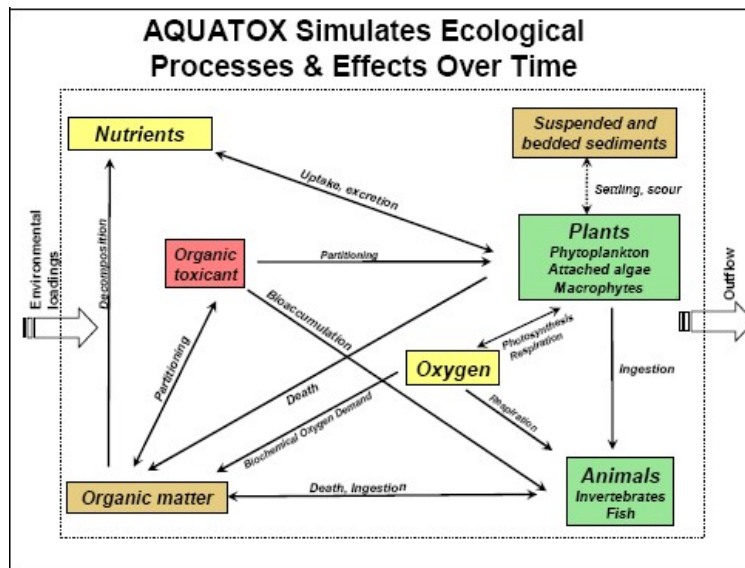 AQUATOX Simulates Ecological
Processes & Effects Over Time
Nutrients
Suspended and
bedded sediments
Uptake, excretion
Settling, scour
Environmental
loadings
Decomposition
Organic
toxicant
Partitioning
Plants
Phytoplankton
Attached algae
Macrophytes
Outflow
Bioaccumulation
Partitioning
Photosynthesis
Respiration
Oxygen
Ingestion
Death
Biochemical Oxygen Demand
Respiration
Organic matter
Death, Ingestion
Animals
Invertebrates
Fish